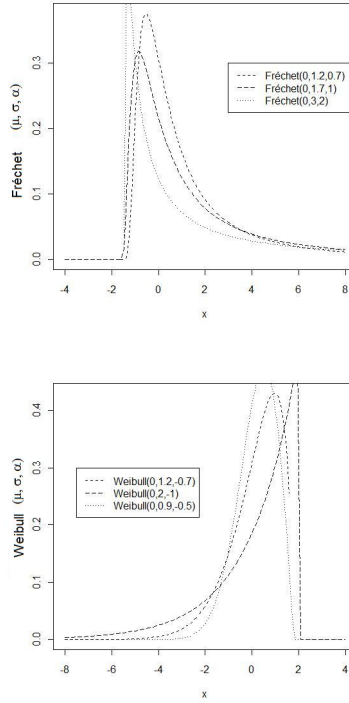 Fréchet (μ, σ, α)
0.0
0.1
0.2
0.3
Fréchet(0,1.2,0.7)
Fréchet(0,1.7,1)
Fréchet(0,3,2)
-4 -2 0 2 4 6 8
x
Weibull (μ, σ, α)
0.0
0.1
0.2
0.3
0.4
Weibull(0,1.2,-0.7)
Weibull(0,2,-1)
Weibull(0,0.9,-0.5)
-8 -6 -4 -2 0 2 4
x